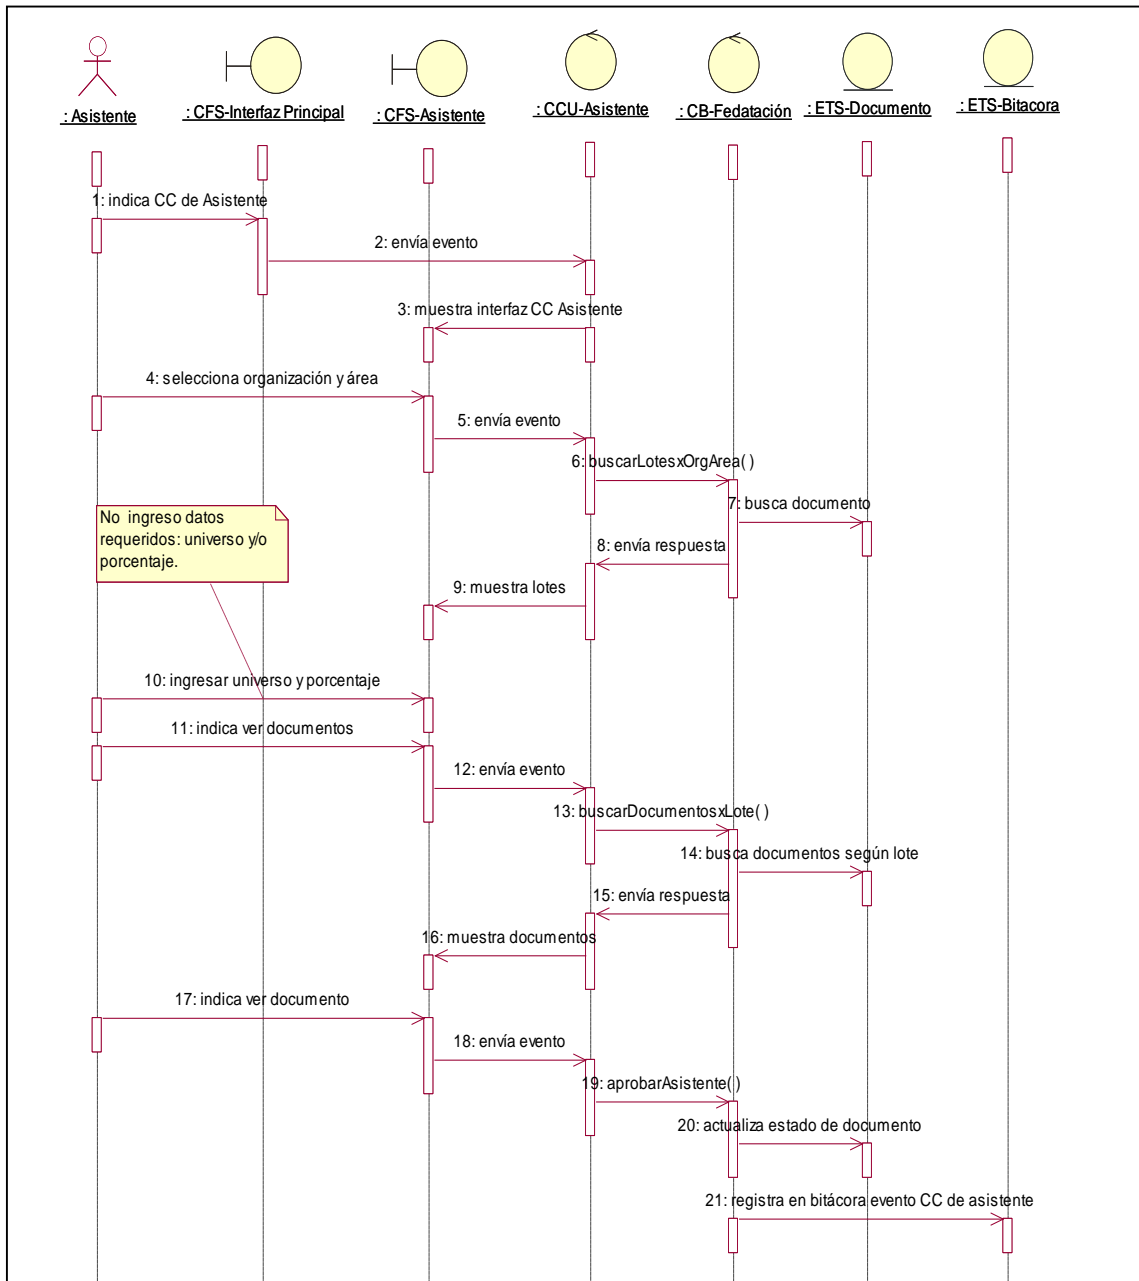 : Asistente
: CFS-Interfaz Principal
: CFS-Asistente
: CCU-Asistente
: CB-Fedatación
: ETS-Documento
: ETS-Bitacora
1: indica CC de Asistente
2: envía evento
3: muestra interfaz CC Asistente
4: selecciona organización y área
5: envía evento
6: buscarLotesxOrgArea( )
7: busca documento
No ingreso datos
requeridos: universo y/o
porcentaje.
8: envía respuesta
9: muestra lotes
10: ingresar universo y porcentaje
11: indica ver documentos
12: envía evento
13: buscarDocumentosxLote( )
14: busca documentos según lote
15: envía respuesta
16: muestra documentos
17: indica ver documento
18: envía evento
19: aprobarAsistente( )
20: actualiza estado de documento
21: registra en bitácora evento CC de asistente